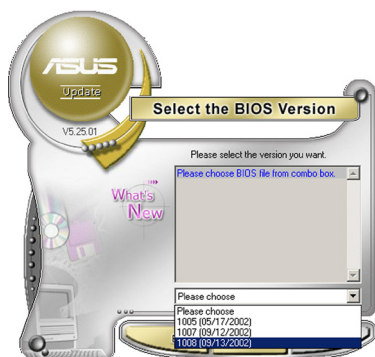 ASUS
Update
V5.25.01
Select the BIOS Version
Please select the version you want.
What's
New
Please choose BIOS file from combo box.
Please choose
Please choose
1005 (05/17/2002)
1007 (09/12/2002)
1008 (09/13/2002)